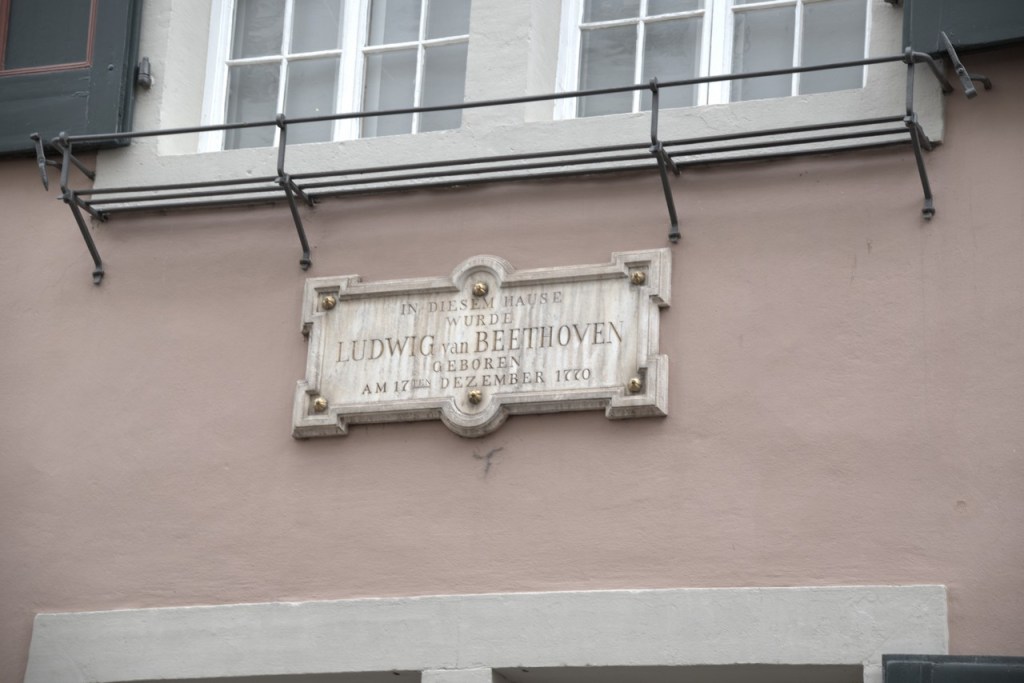 IN DIESEM HAUSE
WURDE
LUDWIG van BEETHOVEN
GEBOREN
AM 17TEN DEZEMBER 1770